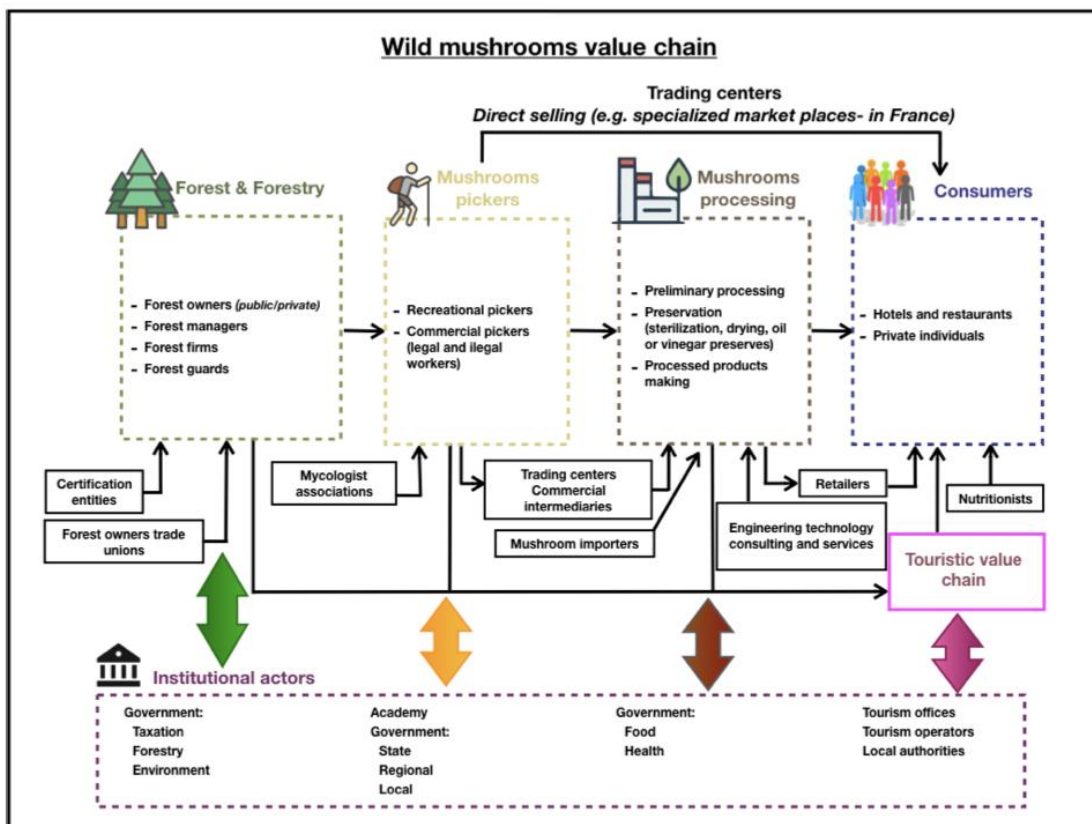 Wild mushrooms value chain
Trading centers
Direct selling (e.g. specialized market places- in France)
Forest & Forestry
Mushrooms
pickers
Mushrooms
processing
Consumers
- Forest owners (public/private)
- Forest managers
- Forest firms
- Forest guards
- Recreational pickers
- Commercial pickers
(legal and ilegal
workers)
- Preliminary processing
- Preservation
(sterilization, drying, oil
or vinegar preserves)
- Processed products
making
- Hotels and restaurants
- Private individuals
Certification
entities
Forest owners trade
unions
Mycologist
associations
Trading centers
Commercial
intermediaries
Mushroom importers
Engineering technology
consulting and services
Retailers
Nutritionists
Touristic value
chain
Institutional actors
Government:
Taxation
Forestry
Environment
Academy
Government:
State
Regional
Local
Government:
Food
Health
Tourism offices
Tourism operators
Local authorities